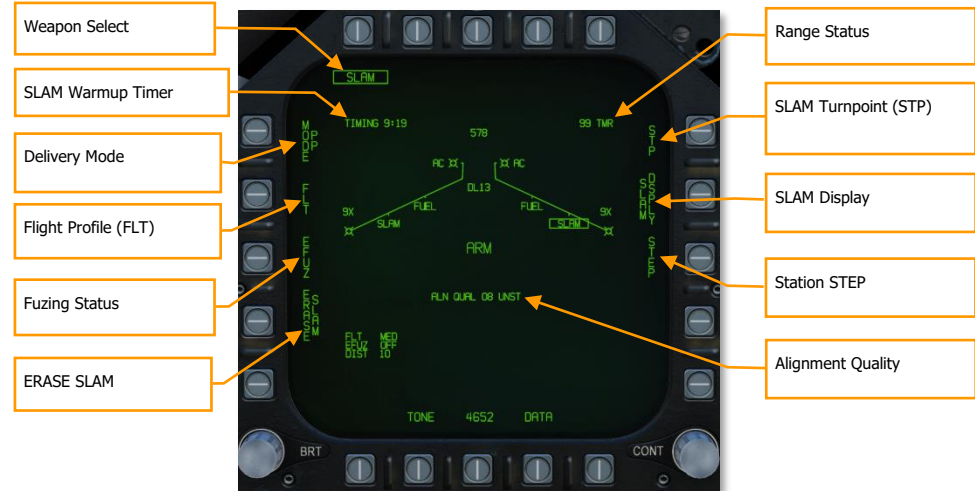 Weapon Select
SLAM Warmup Timer
Delivery Mode
Flight Profile (FLT)
Fuzing Status
ERASE SLAM
SLAM
TIMING 9:19
99 TMR
578
MODE
PP
FLT
EFUZ
ERASE
SLAM
AC AC
DL13
FUEL FUEL
9X 9X
SLAM SLAM
ARM
ALN QUAL 08 UNST
FLT MED
EFUZ OFF
DIST 10
TONE 4652 DATA
STP
SLAM
DSPLY
STEP
BRT
CONT
Range Status
SLAM Turnpoint (STP)
SLAM Display
Station STEP
Alignment Quality